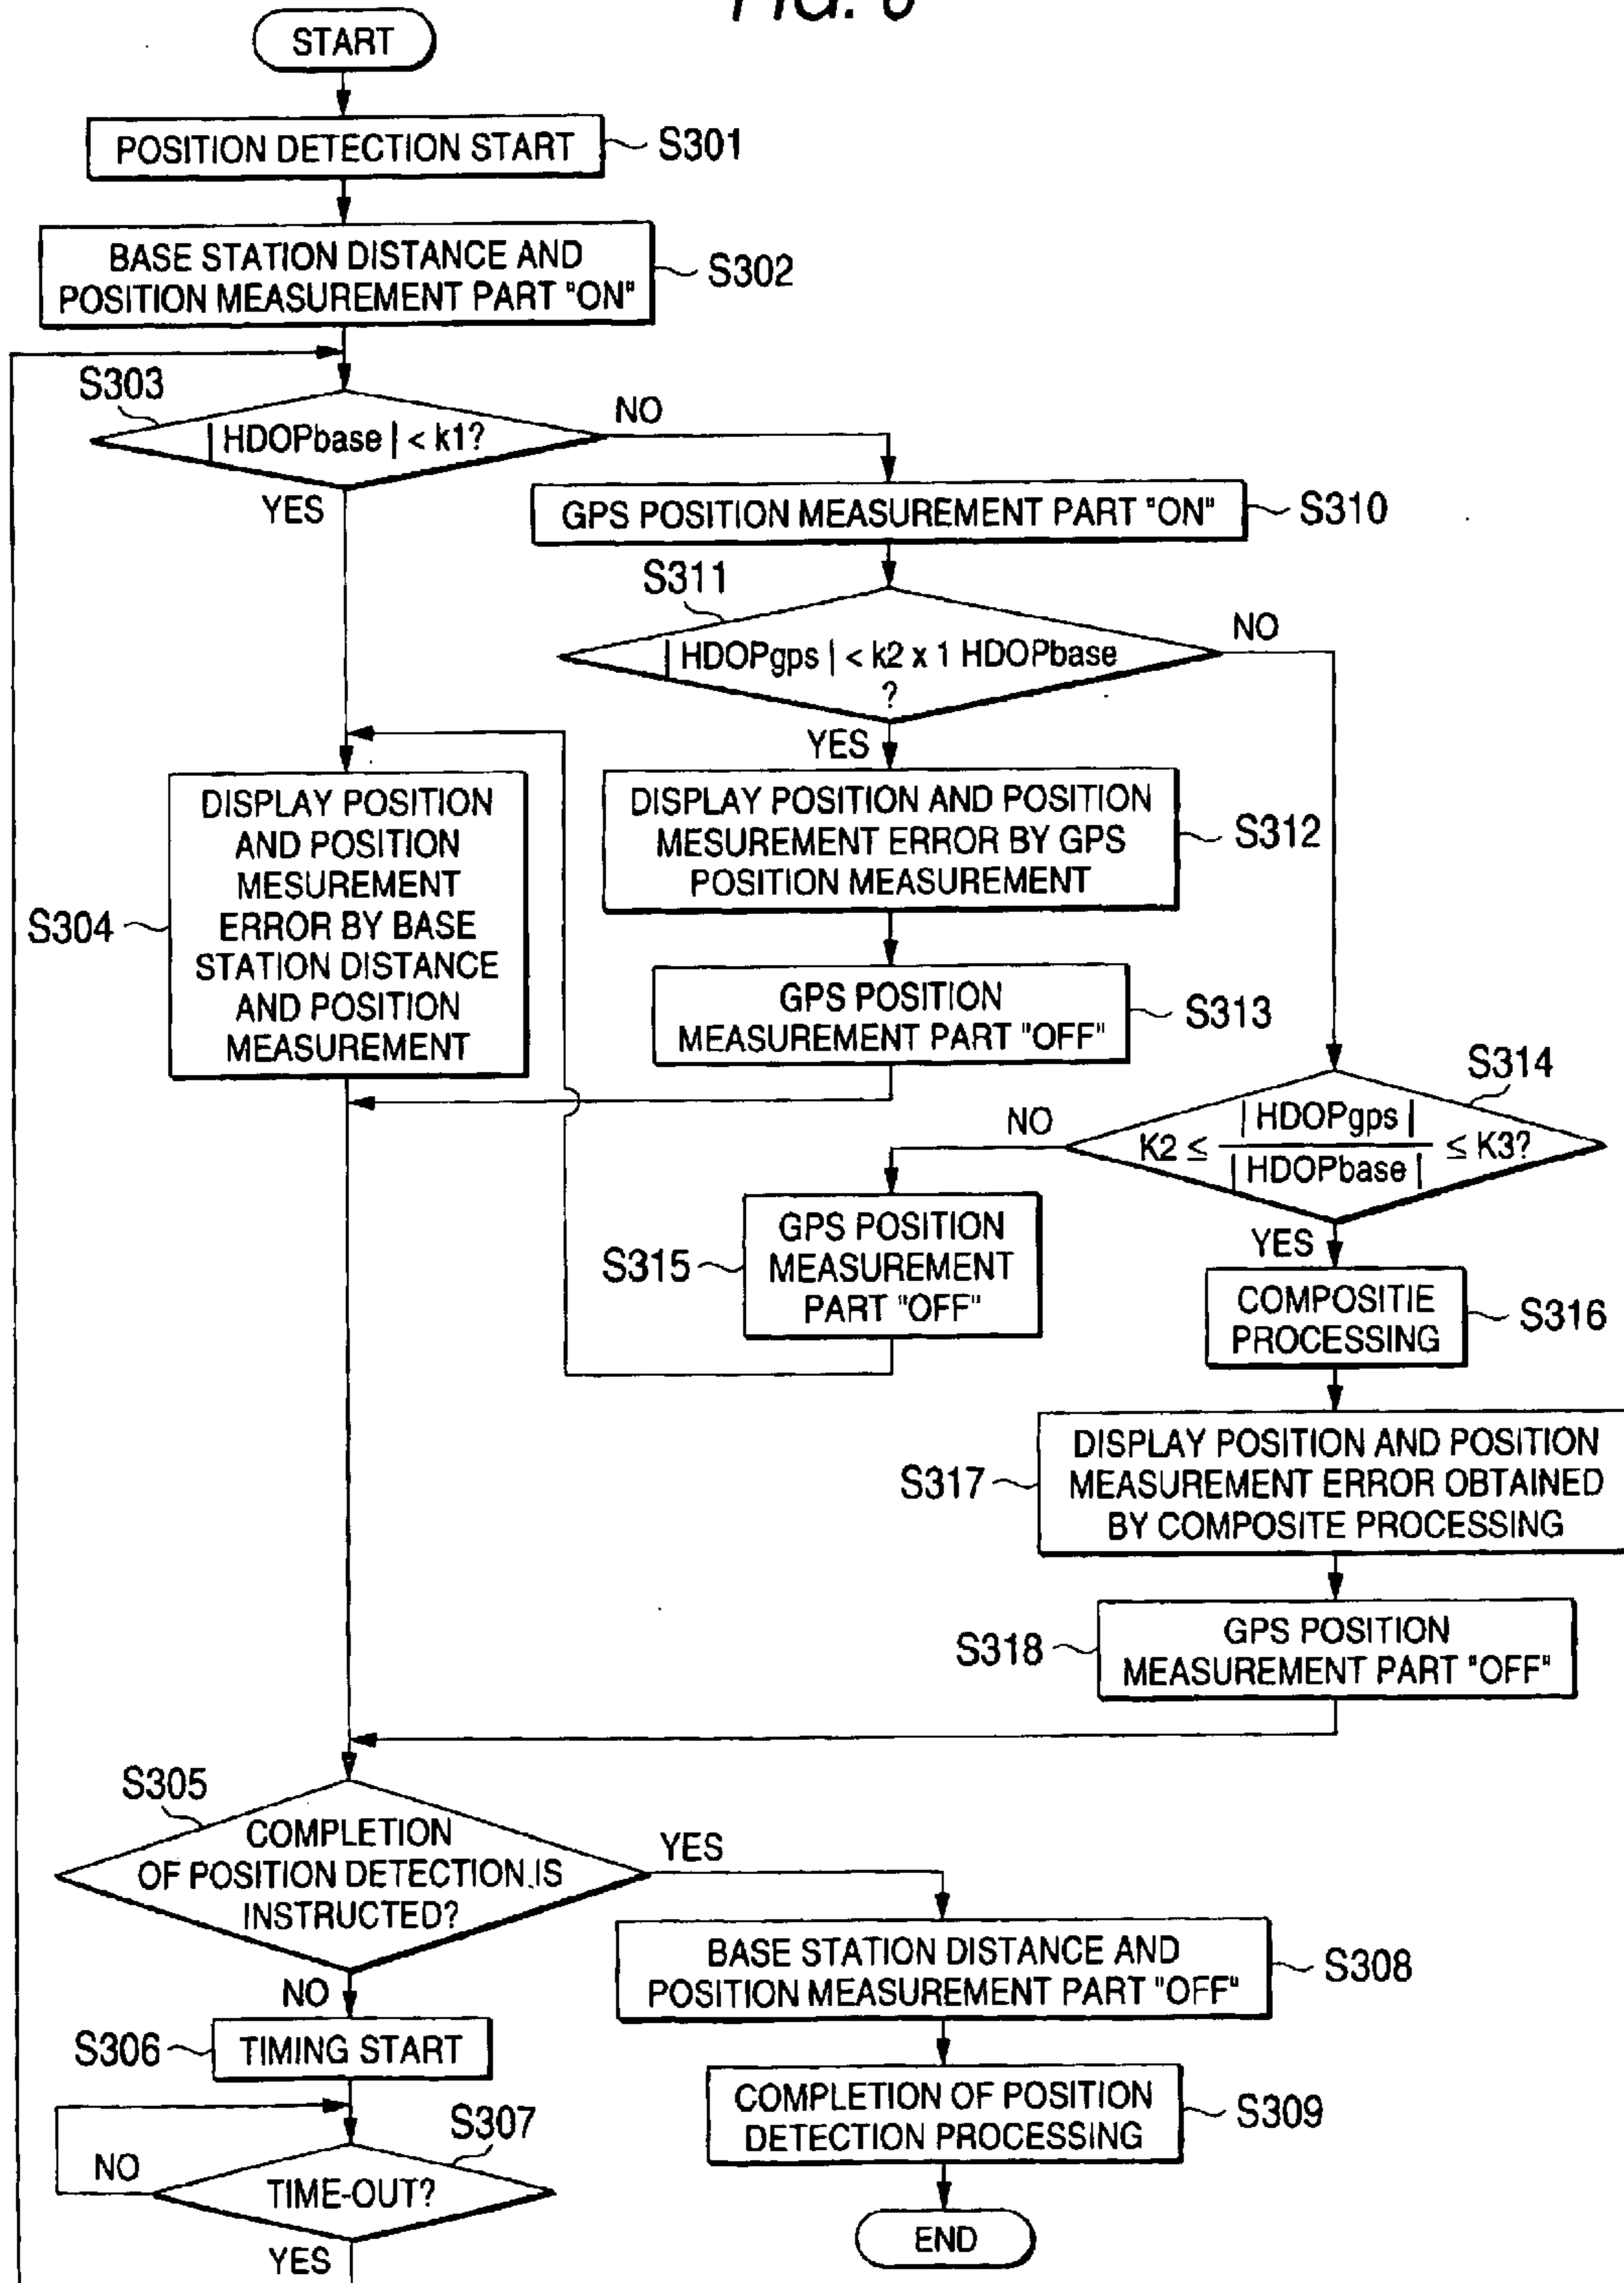 START
POSITION DETECTION START
S301
BASE STATION DISTANCE AND
POSITION MEASUREMENT PART "ON"
S302
S303
| HDOPbase | < k1?
NO
YES
GPS POSITION MEASUREMENT PART "ON"
S310
S311
| HDOPgps | < k2 x 1 HDOPbase
?
NO
YES
DISPLAY POSITION
AND POSITION
MESUREMENT
ERROR BY BASE
STATION DISTANCE
AND POSITION
MEASUREMENT
S304
DISPLAY POSITION AND POSITION
MESUREMENT ERROR BY GPS
POSITION MEASUREMENT
S312
GPS POSITION
MEASUREMENT PART "OFF"
S313
S314
K2 ≤ | HDOPgps | / | HDOPbase | ≤ K3?
NO
YES
GPS POSITION
MEASUREMENT
PART "OFF"
S315
COMPOSITIE
PROCESSING
S316
DISPLAY POSITION AND POSITION
MEASUREMENT ERROR OBTAINED
BY COMPOSITE PROCESSING
S317
GPS POSITION
MEASUREMENT PART "OFF"
S318
S305
COMPLETION
OF POSITION DETECTION IS
INSTRUCTED?
YES
NO
BASE STATION DISTANCE AND
POSITION MEASUREMENT PART "OFF"
S308
S306
TIMING START
COMPLETION OF POSITION
DETECTION PROCESSING
S309
S307
TIME-OUT?
NO
YES
END